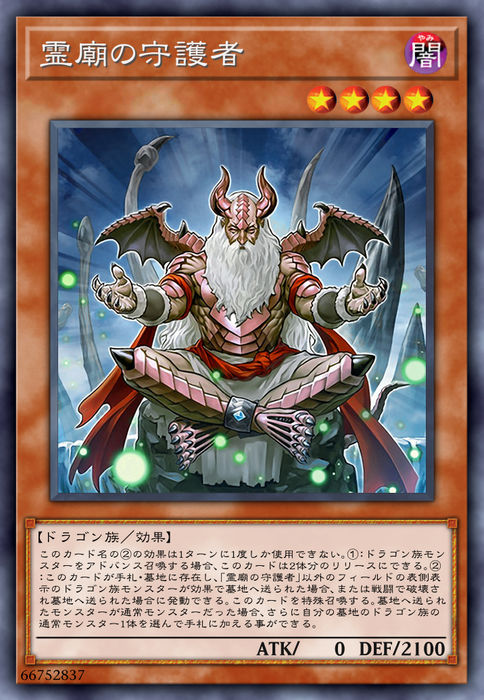 霊廟の守護者
やみ
闇
【ドラゴン族／効果】
このカード名の②の効果は1ターンに1度しか使用できない。①:ドラゴン族モン
スターをアドバンス召喚する場合、このカードは2体分のリリースにできる。②
:このカードが手札・墓地に存在し、「霊廟の守護者」以外のフィールドの表側表
示のドラゴン族モンスターが効果で墓地へ送られた場合、または戦闘で破壊さ
れ墓地へ送られた場合に発動できる。このカードを特殊召喚する。墓地へ送られ
たモンスターが通常モンスターだった場合、さらに自分の墓地のドラゴン族の
通常モンスター1体を選んで手札に加える事ができる。
ATK/ 0 DEF/2100
66752837